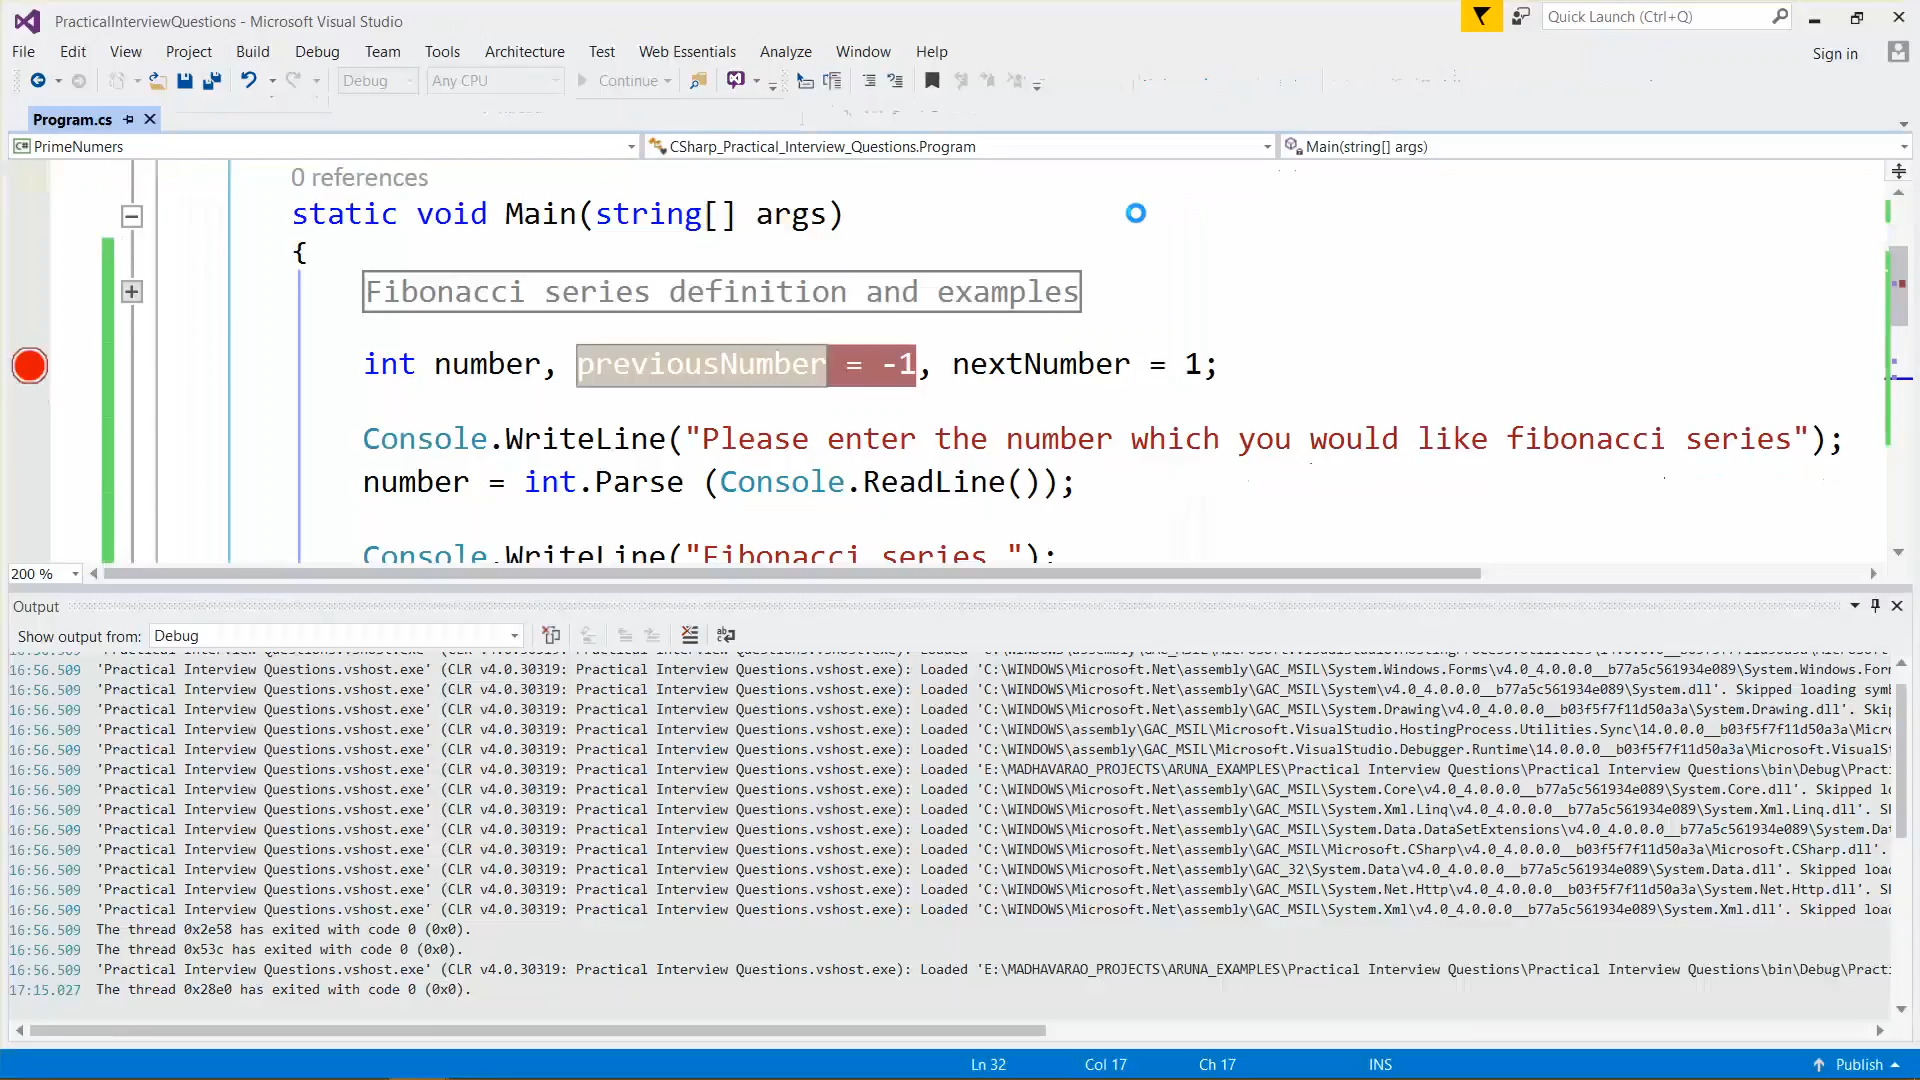 PracticalInterviewQuestions - Microsoft Visual Studio
Quick Launch (Ctrl+Q)
File Edit View Project Build Debug Team Tools Architecture Test Web Essentials Analyze Window Help
Sign in
Debug Any CPU Continue
Program.cs
C# PrimeNumers
CSharp_Practical_Interview_Questions.Program
Main(string[] args)
0 references
static void Main(string[] args)
{
Fibonacci series definition and examples
int number, previousNumber = -1, nextNumber = 1;
Console.WriteLine("Please enter the number which you would like fibonacci series");
number = int.Parse (Console.ReadLine());
Console.WriteLine("Fibonacci series ");
200 %
Output
Show output from: Debug
16:56.509 'Practical Interview Questions.vshost.exe' (CLR v4.0.30319: Practical Interview Questions.vshost.exe): Loaded 'C:\WINDOWS\Microsoft.Net\assembly\GAC_MSIL\System.Windows.Forms\v4.0_4.0.0.0__b77a5c561934e089\System.Windows.Forn
16:56.509 'Practical Interview Questions.vshost.exe' (CLR v4.0.30319: Practical Interview Questions.vshost.exe): Loaded 'C:\WINDOWS\Microsoft.Net\assembly\GAC_MSIL\System\v4.0_4.0.0.0__b77a5c561934e089\System.dll'. Skipped loading symb
16:56.509 'Practical Interview Questions.vshost.exe' (CLR v4.0.30319: Practical Interview Questions.vshost.exe): Loaded 'C:\WINDOWS\Microsoft.Net\assembly\GAC_MSIL\System.Drawing\v4.0_4.0.0.0__b03f5f7f11d50a3a\System.Drawing.dll'. Skip
16:56.509 'Practical Interview Questions.vshost.exe' (CLR v4.0.30319: Practical Interview Questions.vshost.exe): Loaded 'C:\WINDOWS\assembly\GAC_MSIL\Microsoft.VisualStudio.HostingProcess.Utilities.Sync\14.0.0.0__b03f5f7f11d50a3a\Micro
16:56.509 'Practical Interview Questions.vshost.exe' (CLR v4.0.30319: Practical Interview Questions.vshost.exe): Loaded 'C:\WINDOWS\assembly\GAC_MSIL\Microsoft.VisualStudio.Debugger.Runtime\14.0.0.0__b03f5f7f11d50a3a\Microsoft.VisualSt
16:56.509 'Practical Interview Questions.vshost.exe' (CLR v4.0.30319: Practical Interview Questions.vshost.exe): Loaded 'E:\MADHAVARAO_PROJECTS\ARUNA_EXAMPLES\Practical Interview Questions\Practical Interview Questions\bin\Debug\Practi
16:56.509 'Practical Interview Questions.vshost.exe' (CLR v4.0.30319: Practical Interview Questions.vshost.exe): Loaded 'C:\WINDOWS\Microsoft.Net\assembly\GAC_MSIL\System.Core\v4.0_4.0.0.0__b77a5c561934e089\System.Core.dll'. Skipped lo
16:56.509 'Practical Interview Questions.vshost.exe' (CLR v4.0.30319: Practical Interview Questions.vshost.exe): Loaded 'C:\WINDOWS\Microsoft.Net\assembly\GAC_MSIL\System.Xml.Linq\v4.0_4.0.0.0__b77a5c561934e089\System.Xml.Linq.dll'. Sk
16:56.509 'Practical Interview Questions.vshost.exe' (CLR v4.0.30319: Practical Interview Questions.vshost.exe): Loaded 'C:\WINDOWS\Microsoft.Net\assembly\GAC_MSIL\System.Data.DataSetExtensions\v4.0_4.0.0.0__b77a5c561934e089\System.Dat
16:56.509 'Practical Interview Questions.vshost.exe' (CLR v4.0.30319: Practical Interview Questions.vshost.exe): Loaded 'C:\WINDOWS\Microsoft.Net\assembly\GAC_MSIL\Microsoft.CSharp\v4.0_4.0.0.0__b03f5f7f11d50a3a\Microsoft.CSharp.dll'.
16:56.509 'Practical Interview Questions.vshost.exe' (CLR v4.0.30319: Practical Interview Questions.vshost.exe): Loaded 'C:\WINDOWS\Microsoft.Net\assembly\GAC_32\System.Data\v4.0_4.0.0.0__b77a5c561934e089\System.Data.dll'. Skipped load
16:56.509 'Practical Interview Questions.vshost.exe' (CLR v4.0.30319: Practical Interview Questions.vshost.exe): Loaded 'C:\WINDOWS\Microsoft.Net\assembly\GAC_MSIL\System.Net.Http\v4.0_4.0.0.0__b03f5f7f11d50a3a\System.Net.Http.dll'. Sk
16:56.509 'Practical Interview Questions.vshost.exe' (CLR v4.0.30319: Practical Interview Questions.vshost.exe): Loaded 'C:\WINDOWS\Microsoft.Net\assembly\GAC_MSIL\System.Xml\v4.0_4.0.0.0__b77a5c561934e089\System.Xml.dll'. Skipped load
16:56.509 The thread 0x2e58 has exited with code 0 (0x0).
16:56.509 The thread 0x53c has exited with code 0 (0x0).
16:56.509 'Practical Interview Questions.vshost.exe' (CLR v4.0.30319: Practical Interview Questions.vshost.exe): Loaded 'E:\MADHAVARAO_PROJECTS\ARUNA_EXAMPLES\Practical Interview Questions\Practical Interview Questions\bin\Debug\Practi
17:15.027 The thread 0x28e0 has exited with code 0 (0x0).
Ln 32 Col 17 Ch 17 INS Publish